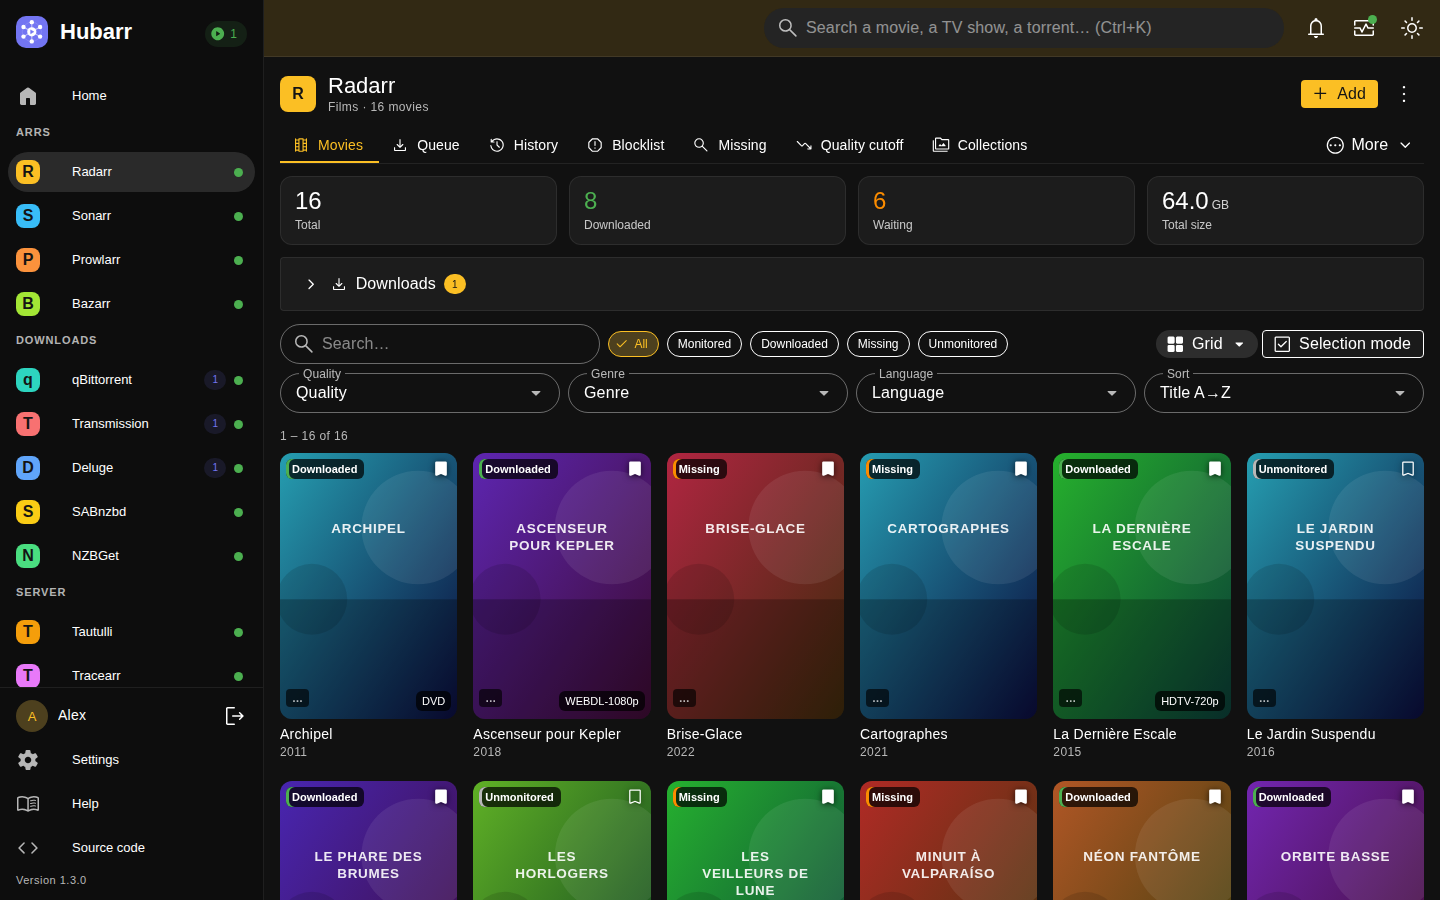 Hubarr
1
Home
ARRS
R Radarr
S Sonarr
P Prowlarr
B Bazarr
DOWNLOADS
q qBittorrent 1
T Transmission 1
D Deluge 1
S SABnzbd
N NZBGet
SERVER
T Tautulli
T Tracearr
A Alex
Settings
Help
Source code
Version 1.3.0
Search a movie, a TV show, a torrent… (Ctrl+K)
R Radarr
Films · 16 movies
Add
Movies Queue History Blocklist Missing Quality cutoff Collections More
16
Total
8
Downloaded
6
Waiting
64.0 GB
Total size
Downloads 1
Search…
All Monitored Downloaded Missing Unmonitored
Grid Selection mode
Quality
Quality
Genre
Genre
Language
Language
Sort
Title A→Z
1 – 16 of 16
Downloaded
ARCHIPEL
... DVD
Archipel
2011
Downloaded
ASCENSEUR
POUR KEPLER
... WEBDL-1080p
Ascenseur pour Kepler
2018
Missing
BRISE-GLACE
...
Brise-Glace
2022
Missing
CARTOGRAPHES
...
Cartographes
2021
Downloaded
LA DERNIÈRE
ESCALE
... HDTV-720p
La Dernière Escale
2015
Unmonitored
LE JARDIN
SUSPENDU
...
Le Jardin Suspendu
2016
Downloaded
LE PHARE DES
BRUMES
Unmonitored
LES
HORLOGERS
Missing
LES
VEILLEURS DE
LUNE
Missing
MINUIT À
VALPARAÍSO
Downloaded
NÉON FANTÔME
Downloaded
ORBITE BASSE